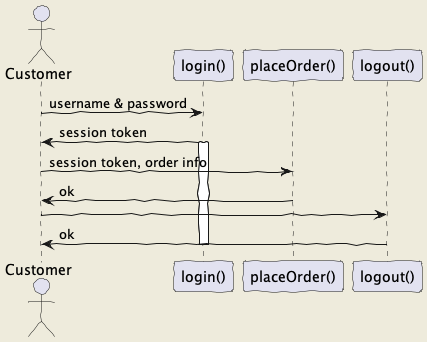 Customer
login()
placeOrder()
logout()
username & password
session token
session token, order info
ok
ok
Customer
login()
placeOrder()
logout()